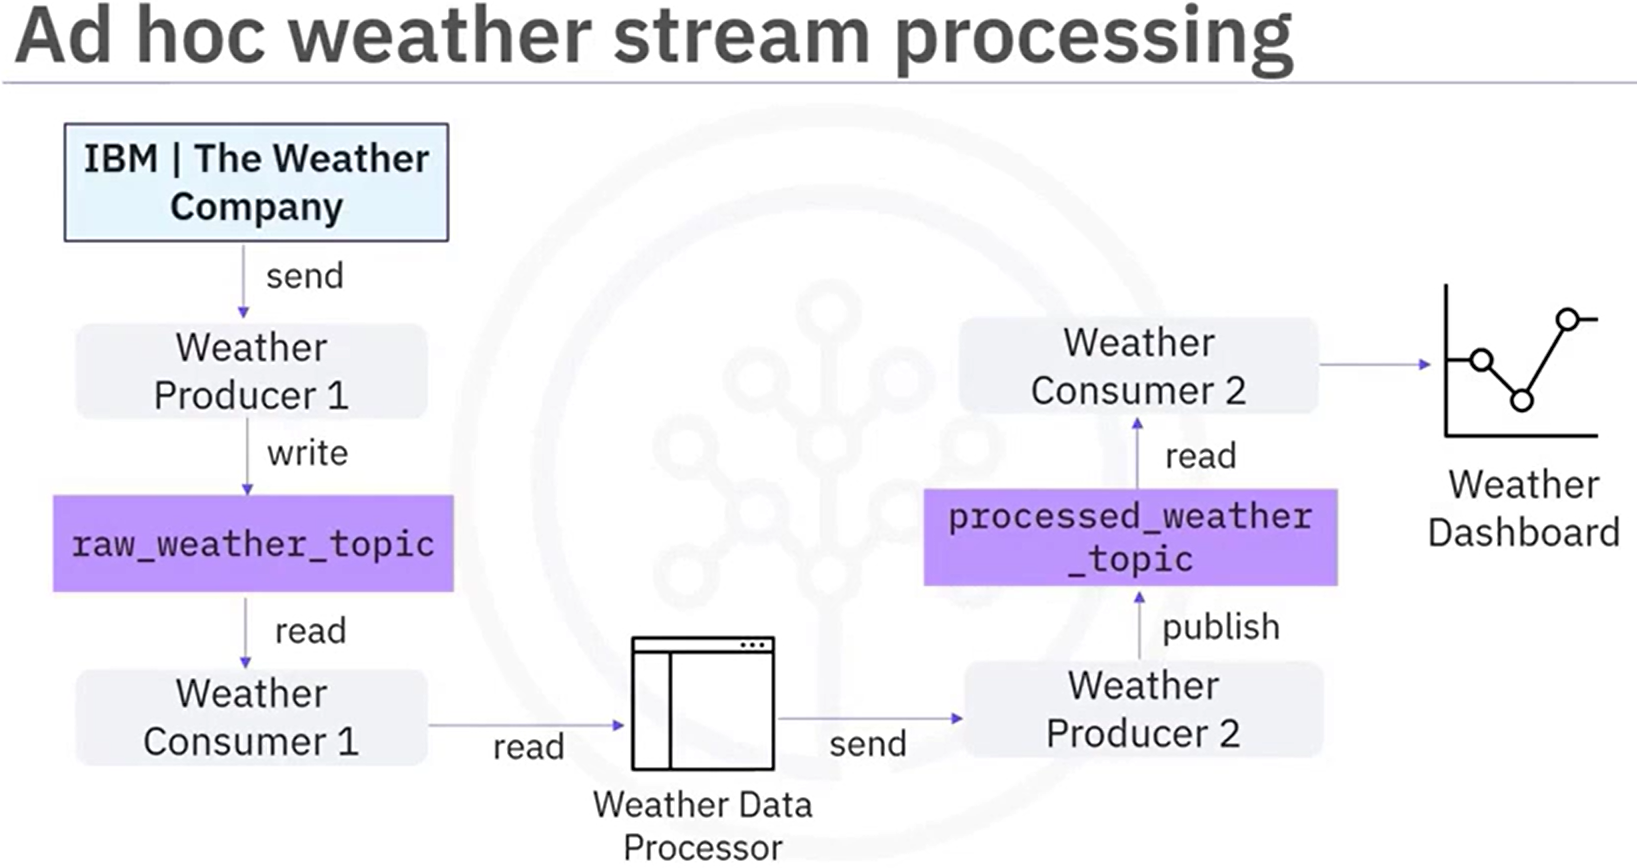 Ad hoc weather stream processing
IBM | The Weather
Company
send
Weather
Producer 1
write
raw_weather_topic
read
Weather
Consumer 1
read
Weather Data
Processor
send
Weather
Producer 2
publish
processed_weather
_topic
read
Weather
Consumer 2
Weather
Dashboard